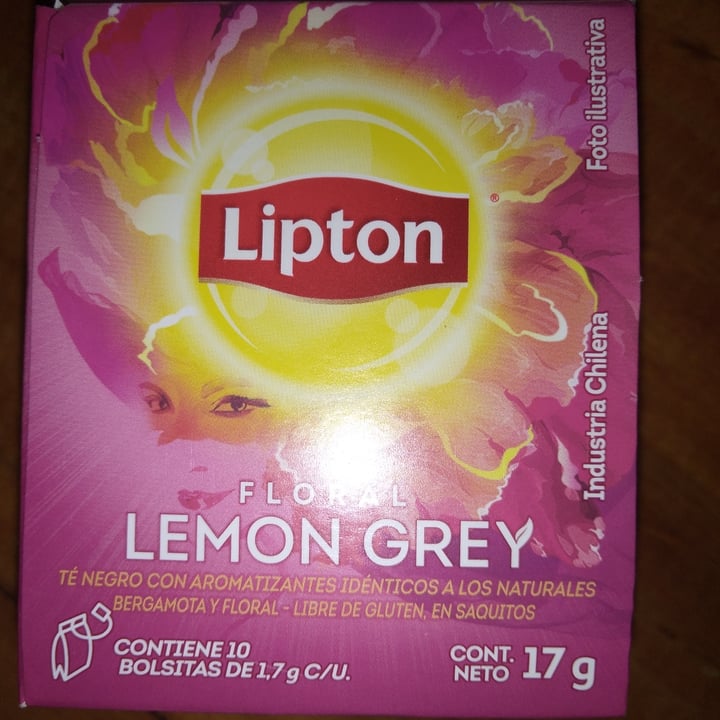 Foto ilustrativa
Lipton
®
Industria Chilena
FLORAL
LEMON GREY
TÉ NEGRO CON AROMATIZANTES IDÉNTICOS A LOS NATURALES
BERGAMOTA Y FLORAL - LIBRE DE GLUTEN, EN SAQUITOS
CONTIENE 10
BOLSITAS DE 1,7 g C/U.
CONT.
NETO 17 g